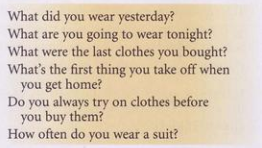 What did you wear yesterday?
What are you going to wear tonight?
What were the last clothes you bought?
What's the first thing you take off when
you get home?
Do you always try on clothes before
you buy them?
How often do you wear a suit?